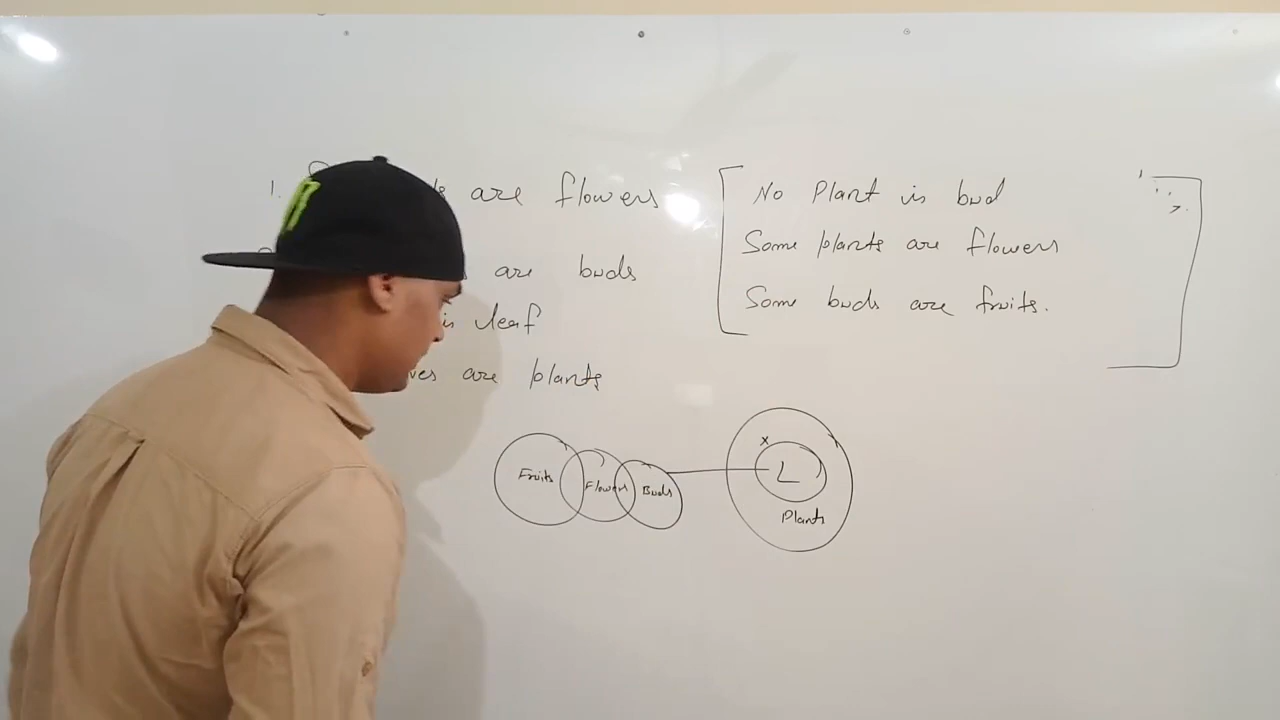 1. are flowers
are buds
is leaf
are plants
No Plant is bud
Some plants are flowers
Some buds are fruits.
Fruits
Flowers
Buds
x
L
Plants